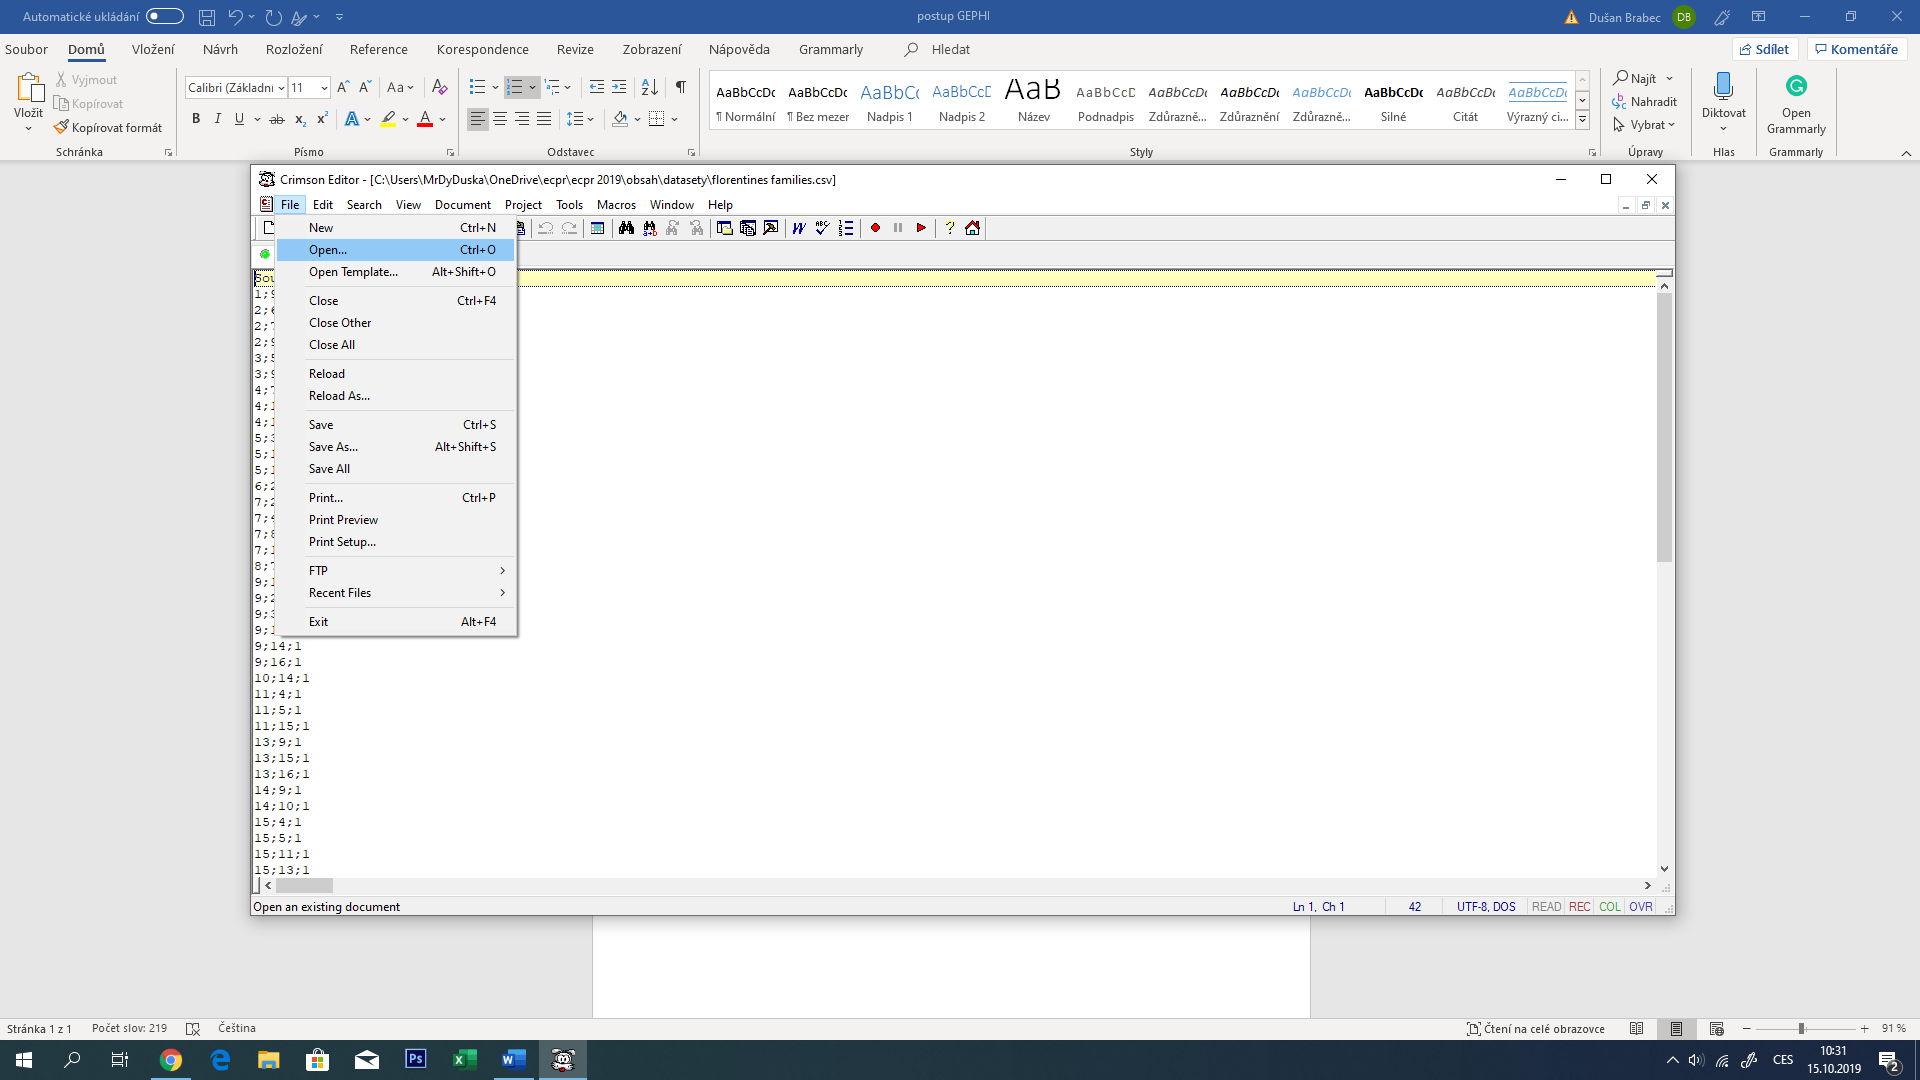 Automatické ukládání
postup GEPHI
Dušan Brabec DB
Soubor Domů Vložení Návrh Rozložení Reference Korespondence Revize Zobrazení Nápověda Grammarly Hledat
Sdílet Komentáře
Vložit
Vyjmout
Kopírovat
Kopírovat formát
Schránka
Calibri (Základní 11
Písmo
Odstavec
AaBbCcDc AaBbCcDc AaBbCc AaBbCcD AaB AaBbCcD AaBbCcDc AaBbCcDc AaBbCcDc AaBbCcDc AaBbCcDc AaBbCcDc
¶ Normální ¶ Bez mezer Nadpis 1 Nadpis 2 Název Podnadpis Zdůrazně... Zdůraznění Zdůrazně... Silné Citát Výrazný ci...
Styly
Najít
Nahradit
Vybrat
Úpravy
Diktovat
Hlas
Open
Grammarly
Grammarly
Crimson Editor - [C:\Users\MrDyDuska\OneDrive\ecpr\ecpr 2019\obsah\datasety\florentines families.csv]
File Edit Search View Document Project Tools Macros Window Help
New Ctrl+N
Open... Ctrl+O
Open Template... Alt+Shift+O
Close Ctrl+F4
Close Other
Close All
Reload
Reload As...
Save Ctrl+S
Save As... Alt+Shift+S
Save All
Print... Ctrl+P
Print Preview
Print Setup...
FTP
Recent Files
Exit Alt+F4
9;14;1
9;16;1
10;14;1
11;4;1
11;5;1
11;15;1
13;9;1
13;15;1
13;16;1
14;9;1
14;10;1
15;4;1
15;5;1
15;11;1
15;13;1
Open an existing document
Ln 1, Ch 1 42 UTF-8, DOS READ REC COL OVR
Stránka 1 z 1 Počet slov: 219 Čeština
Čtení na celé obrazovce 91 %
CES
10:31
15.10.2019
2